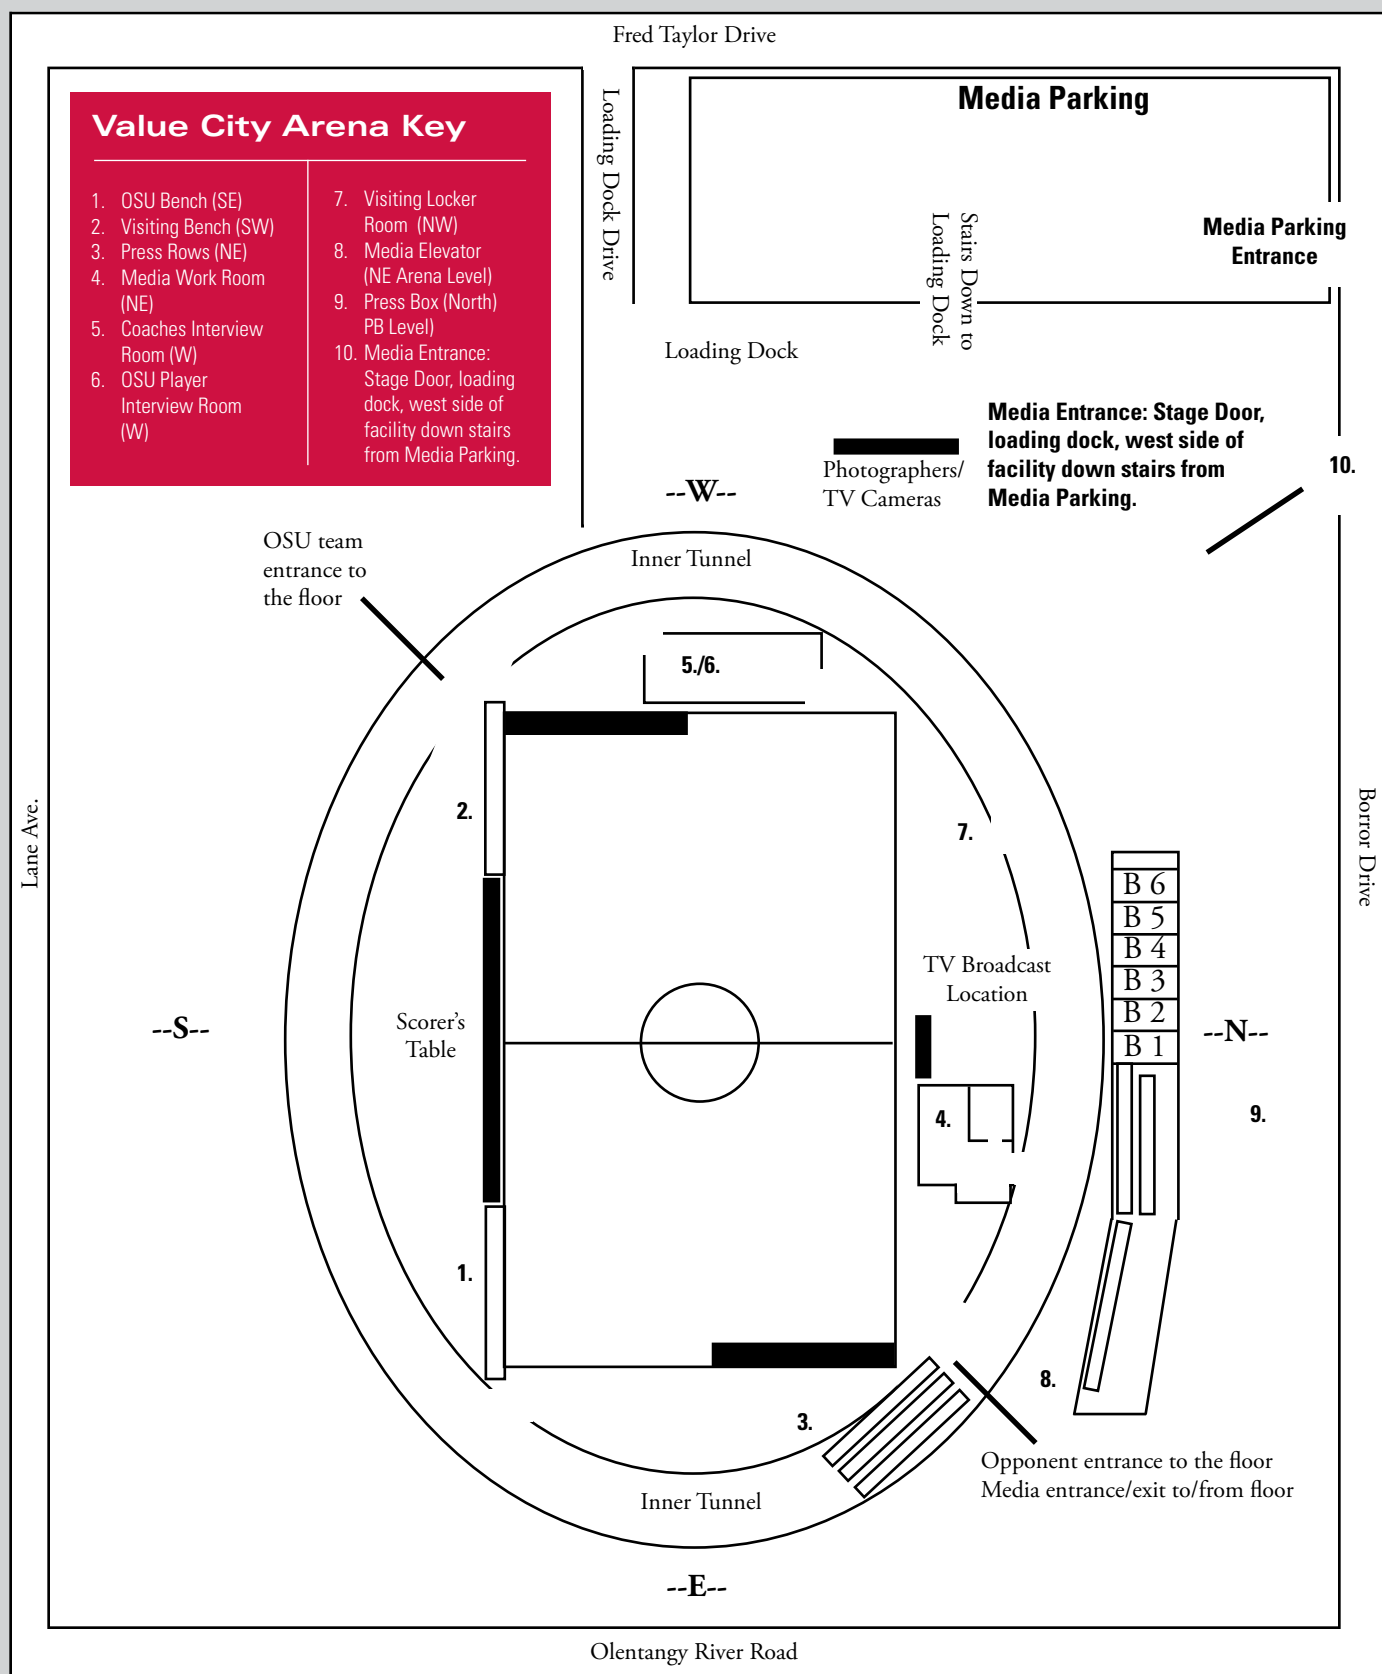 Fred Taylor Drive
Value City Arena Key
1. OSU Bench (SE)
2. Visiting Bench (SW)
3. Press Rows (NE)
4. Media Work Room
(NE)
5. Coaches Interview
Room (W)
6. OSU Player
Interview Room
(W)
7. Visiting Locker
Room (NW)
8. Media Elevator
(NE Arena Level)
9. Press Box (North)
PB Level)
10. Media Entrance:
Stage Door, loading
dock, west side of
facility down stairs
from Media Parking.
Loading Dock Drive
Media Parking
Media Parking
Entrance
Stairs Down to
Loading Dock
Loading Dock
Media Entrance: Stage Door,
loading dock, west side of
facility down stairs from
Media Parking.
10.
Photographers/
TV Cameras
--W--
OSU team
entrance to
the floor
Inner Tunnel
5./6.
2.
7.
Lane Ave.
Borror Drive
B 6
B 5
B 4
B 3
B 2
B 1
TV Broadcast
Location
--S--
Scorer's
Table
--N--
4.
9.
1.
8.
3.
Opponent entrance to the floor
Media entrance/exit to/from floor
Inner Tunnel
--E--
Olentangy River Road